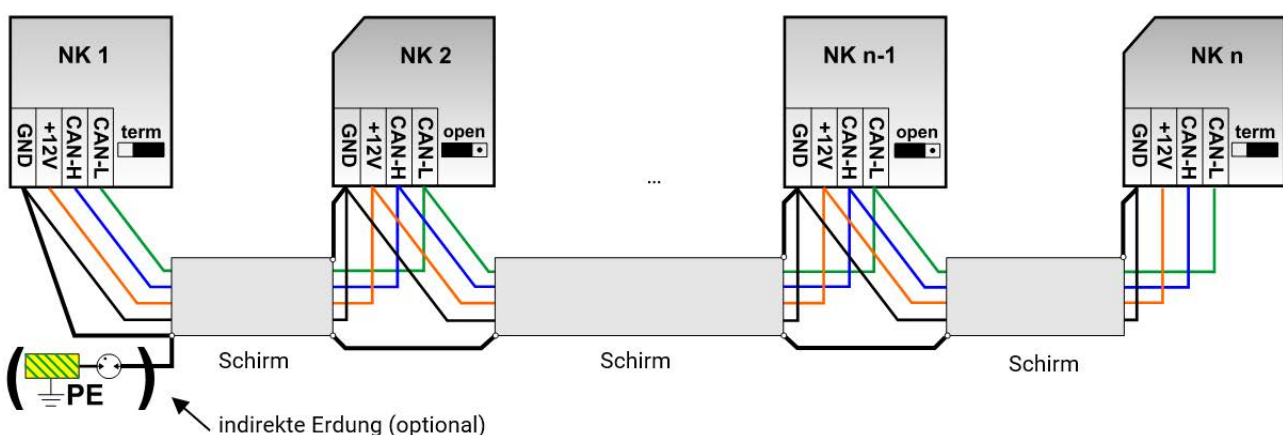 NK 1
GND
+12V
CAN-H
CAN-L
term
NK 2
GND
+12V
CAN-H
CAN-L
open
...
NK n-1
GND
+12V
CAN-H
CAN-L
open
NK n
GND
+12V
CAN-H
CAN-L
term
Schirm
Schirm
Schirm
( PE )
indirekte Erdung (optional)